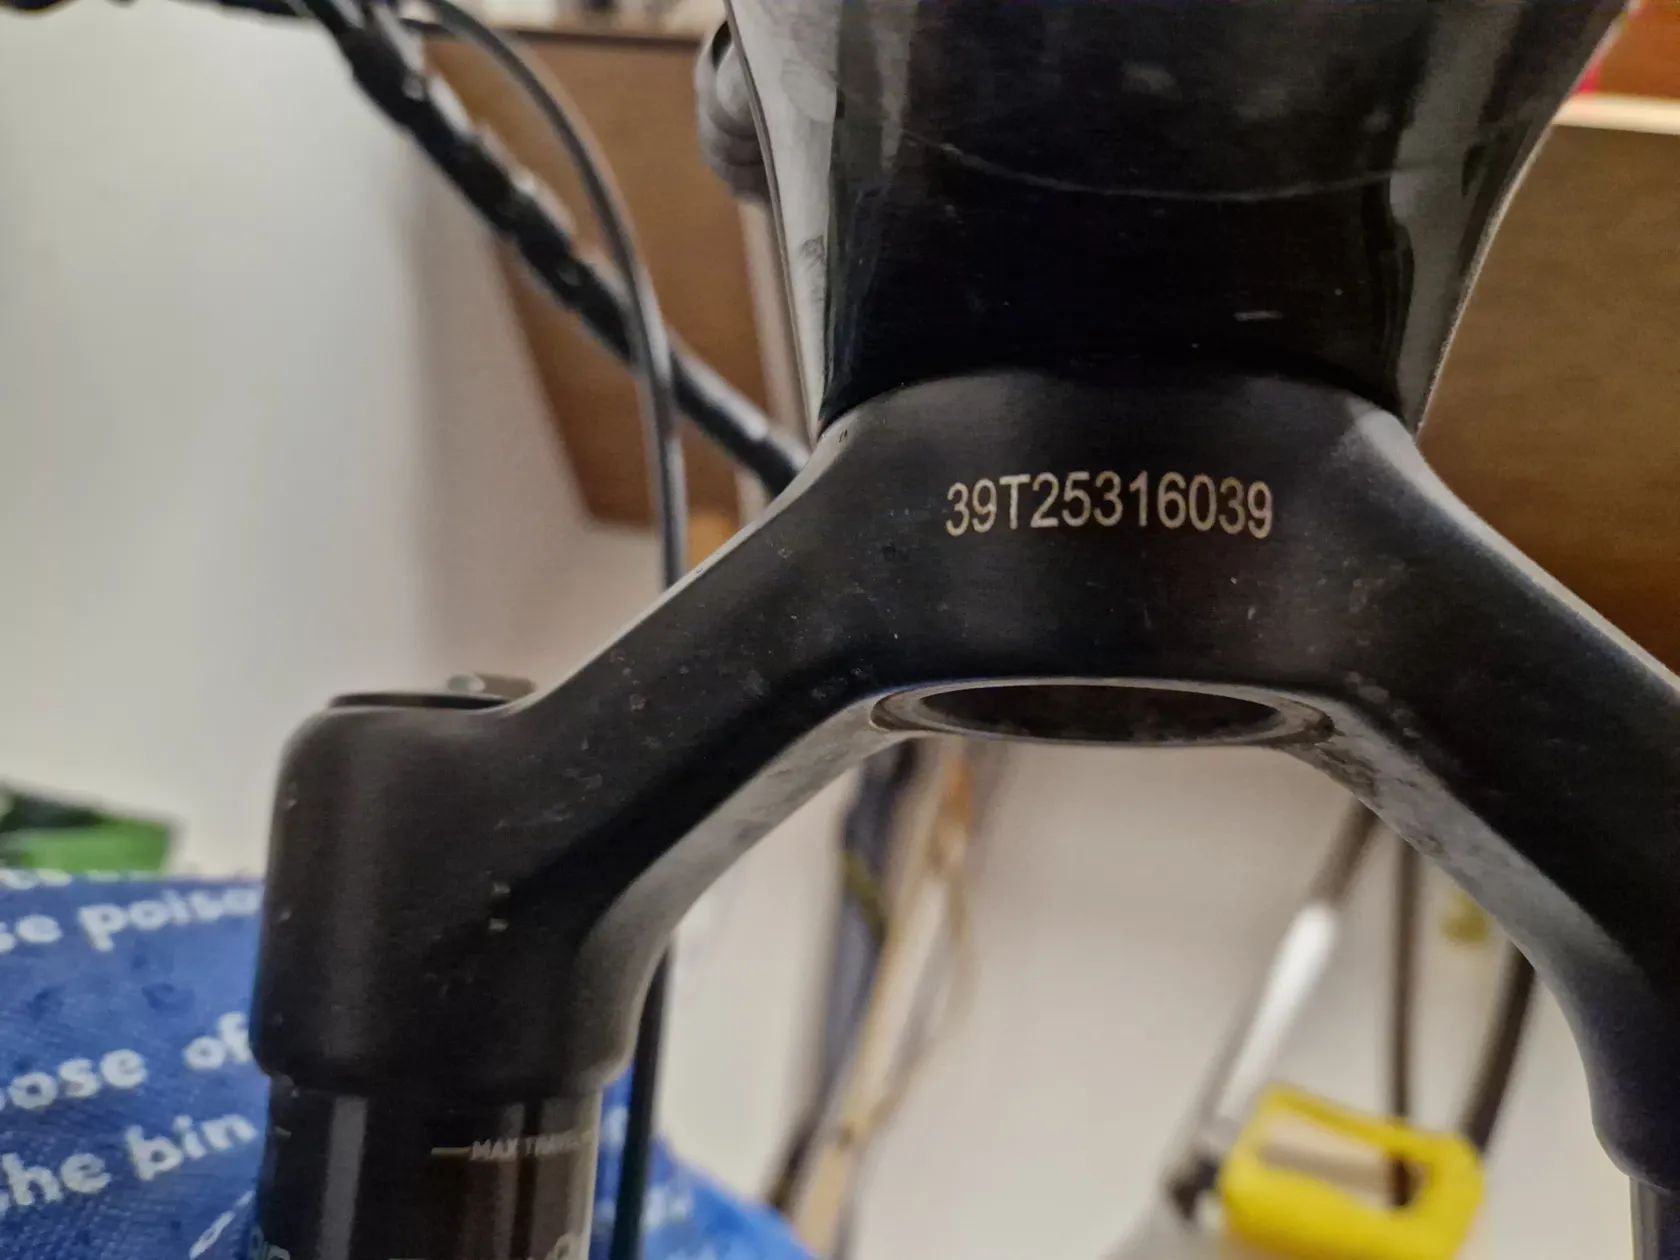 39T25316039
se poiso
ose of
he bin
MAX TRAVEL